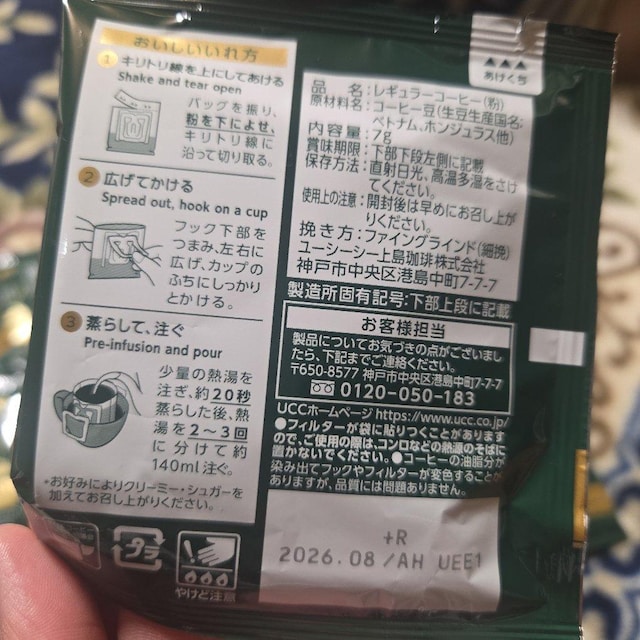 おいしいいれ方
1 キリトリ線を上にしてあける
Shake and tear open
バッグを振り、
粉を下によせ、
キリトリ線に
沿って切り取る。
2 広げてかける
Spread out, hook on a cup
フック下部を
つまみ、左右に
広げ、カップの
ふちにしっかり
とかける。
3 蒸らして、注ぐ
Pre-infusion and pour
少量の熱湯を
注ぎ、約20秒
蒸らした後、熱
湯を2~3回
に分けて約
140ml注ぐ。
*お好みによりクリーミー・シュガーを
加えてお召し上がりください。
プラ
やけど注意
▲▲▲
あけくち
品名:レギュラーコーヒー(粉)
原材料名:コーヒー豆(生豆生産国名:
ベトナム、ホンジュラス他)
内容量:7g
賞味期限:下部下段左側に記載
保存方法:直射日光、高温多湿をさけ
てください。
使用上の注意:開封後は早めにお召し上が
りください。
挽き方:ファイングラインド(細挽)
ユーシーシー上島珈琲株式会社
神戸市中央区港島中町7-7-7
製造所固有記号:下部上段に記載
お客様担当
製品についてお気づきの点がございまし
たら、下記までご連絡ください。
〒650-8577 神戸市中央区港島中町7-7-7
0120-050-183
UCCホームページ https://www.ucc.co.jp/
●フィルターが袋に貼りつくことがあります
ので、ご使用の際は、コンロなどの熱源のそばに
置かないでください。●コーヒーの油脂分が
染み出てフックやフィルターが変色することが
ありますが、品質には問題ありません。
+R
2026.08/AH UEE1